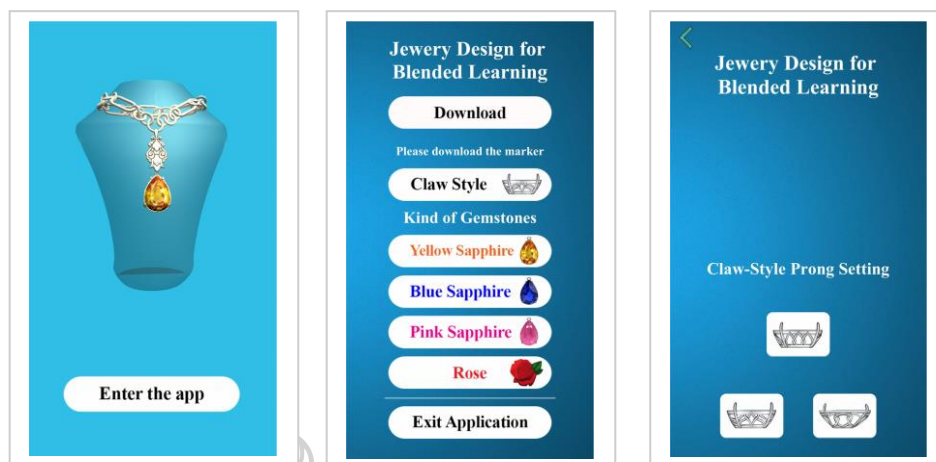 Enter the app
Jewery Design for
Blended Learning
Download
Please download the marker
Claw Style
Kind of Gemstones
Yellow Sapphire
Blue Sapphire
Pink Sapphire
Rose
Exit Application
Jewery Design for
Blended Learning
Claw-Style Prong Setting